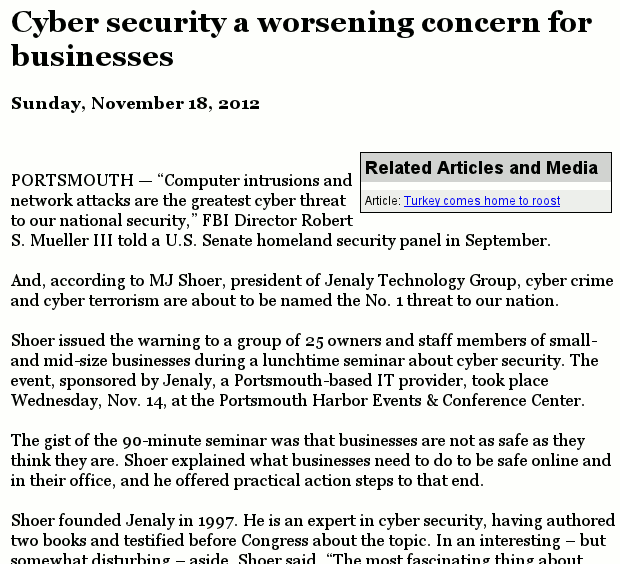 Cyber security a worsening concern for
businesses
Sunday, November 18, 2012
Related Articles and Media
Article: Turkey comes home to roost
PORTSMOUTH — “Computer intrusions and
network attacks are the greatest cyber threat
to our national security,” FBI Director Robert
S. Mueller III told a U.S. Senate homeland security panel in September.
And, according to MJ Shoer, president of Jenaly Technology Group, cyber crime
and cyber terrorism are about to be named the No. 1 threat to our nation.
Shoer issued the warning to a group of 25 owners and staff members of small-
and mid-size businesses during a lunchtime seminar about cyber security. The
event, sponsored by Jenaly, a Portsmouth-based IT provider, took place
Wednesday, Nov. 14, at the Portsmouth Harbor Events & Conference Center.
The gist of the 90-minute seminar was that businesses are not as safe as they
think they are. Shoer explained what businesses need to do to be safe online and
in their office, and he offered practical action steps to that end.
Shoer founded Jenaly in 1997. He is an expert in cyber security, having authored
two books and testified before Congress about the topic. In an interesting – but
somewhat disturbing – aside, Shoer said, “The most fascinating thing about